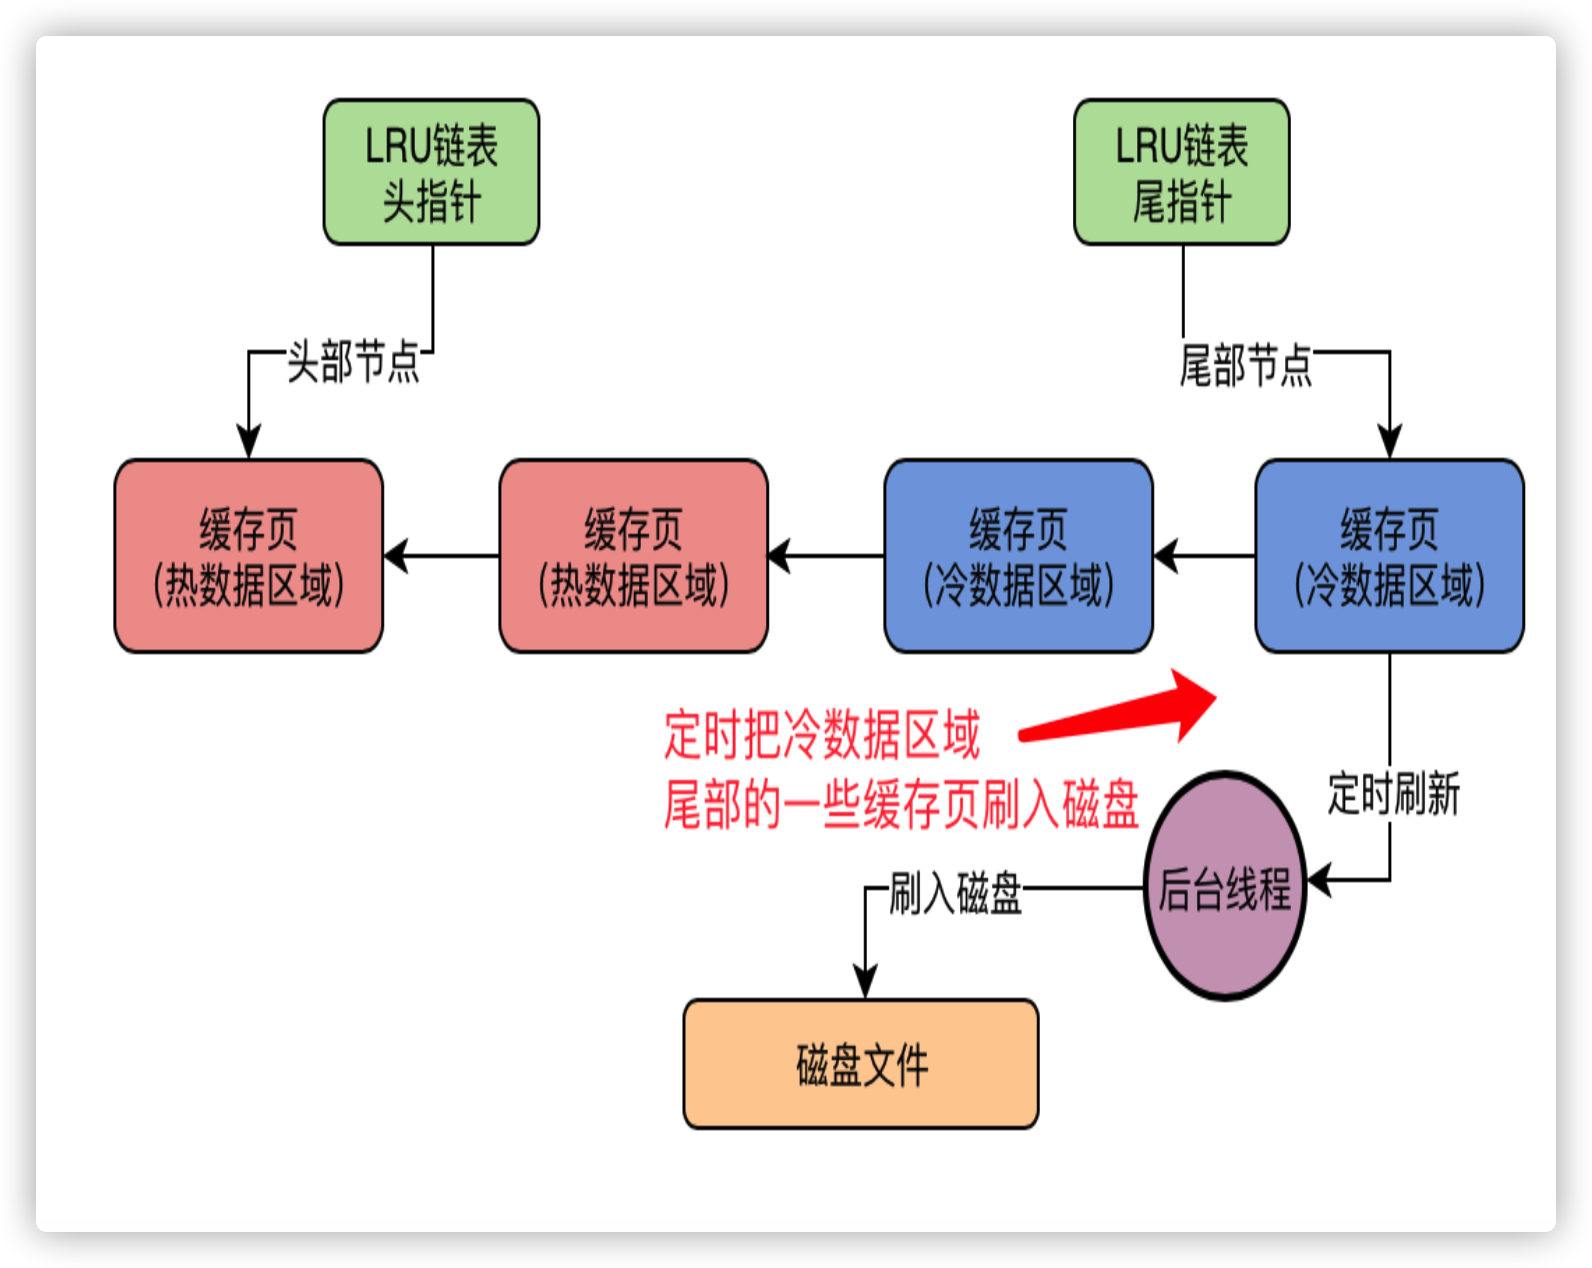 LRU链表
头指针
LRU链表
尾指针
头部节点
尾部节点
缓存页
(热数据区域)
缓存页
(热数据区域)
缓存页
(冷数据区域)
缓存页
(冷数据区域)
定时把冷数据区域
尾部的一些缓存页刷入磁盘
定时刷新
后台线程
刷入磁盘
磁盘文件